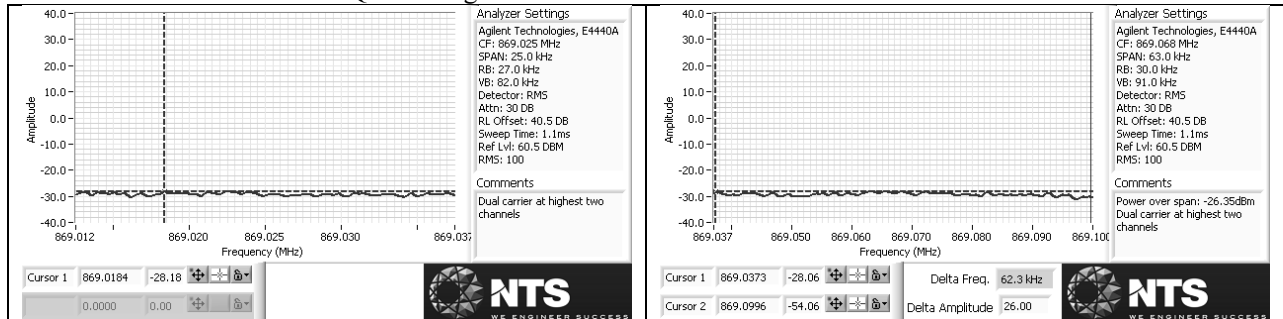 40.0
30.0
20.0
10.0
0.0
-10.0
-20.0
-30.0
-40.0
Amplitude
869.012 869.020 869.025 869.030 869.037
Frequency (MHz)
Analyzer Settings
Agilent Technologies, E4440A
CF: 869.025 MHz
SPAN: 25.0 kHz
RB: 27.0 kHz
VB: 82.0 kHz
Detector: RMS
Attn: 30 DB
RL Offset: 40.5 DB
Sweep Time: 1.1ms
Ref Lvl: 60.5 DBM
RMS: 100
Comments
Dual carrier at highest two
channels
Cursor 1 869.0184 -28.18
0.0000 0.00
NTS
WE ENGINEER SUCCESS
40.0
30.0
20.0
10.0
0.0
-10.0
-20.0
-30.0
-40.0
Amplitude
869.037 869.050 869.060 869.070 869.080 869.090 869.100
Frequency (MHz)
Analyzer Settings
Agilent Technologies, E4440A
CF: 869.068 MHz
SPAN: 63.0 kHz
RB: 30.0 kHz
VB: 91.0 kHz
Detector: RMS
Attn: 30 DB
RL Offset: 40.5 DB
Sweep Time: 1.1ms
Ref Lvl: 60.5 DBM
RMS: 100
Comments
Power over span: -26.35dBm
Dual carrier at highest two
channels
Cursor 1 869.0373 -28.06
Cursor 2 869.0996 -54.06
Delta Freq. 62.3 kHz
Delta Amplitude 26.00
NTS
WE ENGINEER SUCCESS